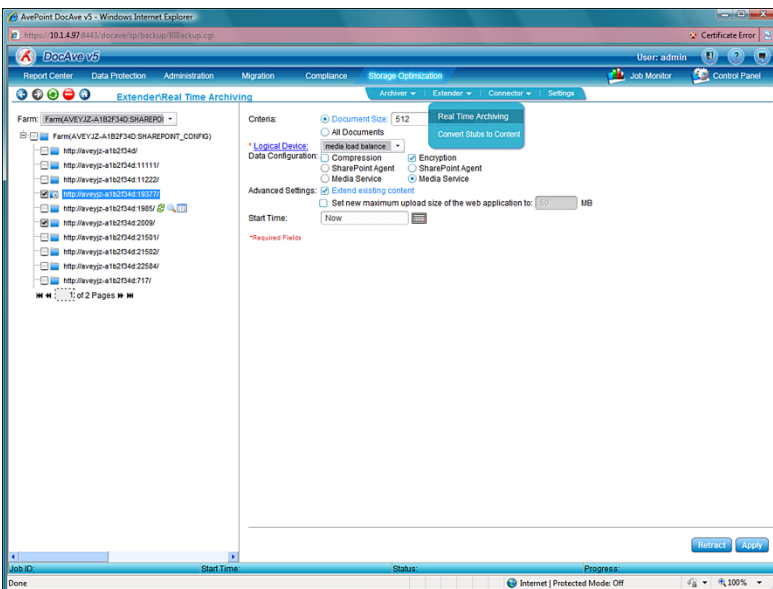 AvePoint DocAve v5 - Windows Internet Explorer
https://10.1.4.97:8443/docave/sp/backup/BIBackup.cgi
Certificate Error
DocAve v5
User: admin
Report Center Data Protection Administration Migration Compliance Storage Optimization Job Monitor Control Panel
Extender\Real Time Archiving
Archiver Extender Connector Settings
Real Time Archiving
Convert Stubs to Content
Farm: Farm(AVEYJZ-A1B2F34D:SHAREPOI
Farm(AVEYJZ-A1B2F34D:SHAREPOINT_CONFIG)
http://aveyjz-a1b2f34d/
http://aveyjz-a1b2f34d:11111/
http://aveyjz-a1b2f34d:11222/
http://aveyjz-a1b2f34d:19377/
http://aveyjz-a1b2f34d:1985/
http://aveyjz-a1b2f34d:2009/
http://aveyjz-a1b2f34d:21501/
http://aveyjz-a1b2f34d:21502/
http://aveyjz-a1b2f34d:22584/
http://aveyjz-a1b2f34d:717/
1 of 2 Pages
Criteria: Document Size: 512
All Documents
* Logical Device: media load balance
Data Configuration: Compression Encryption
SharePoint Agent SharePoint Agent
Media Service Media Service
Advanced Settings: Extend existing content
Set new maximum upload size of the web application to: 50 MB
Start Time: Now
*Required Fields
Retract Apply
Job ID: Start Time: Status: Progress:
Done Internet | Protected Mode: Off 100%